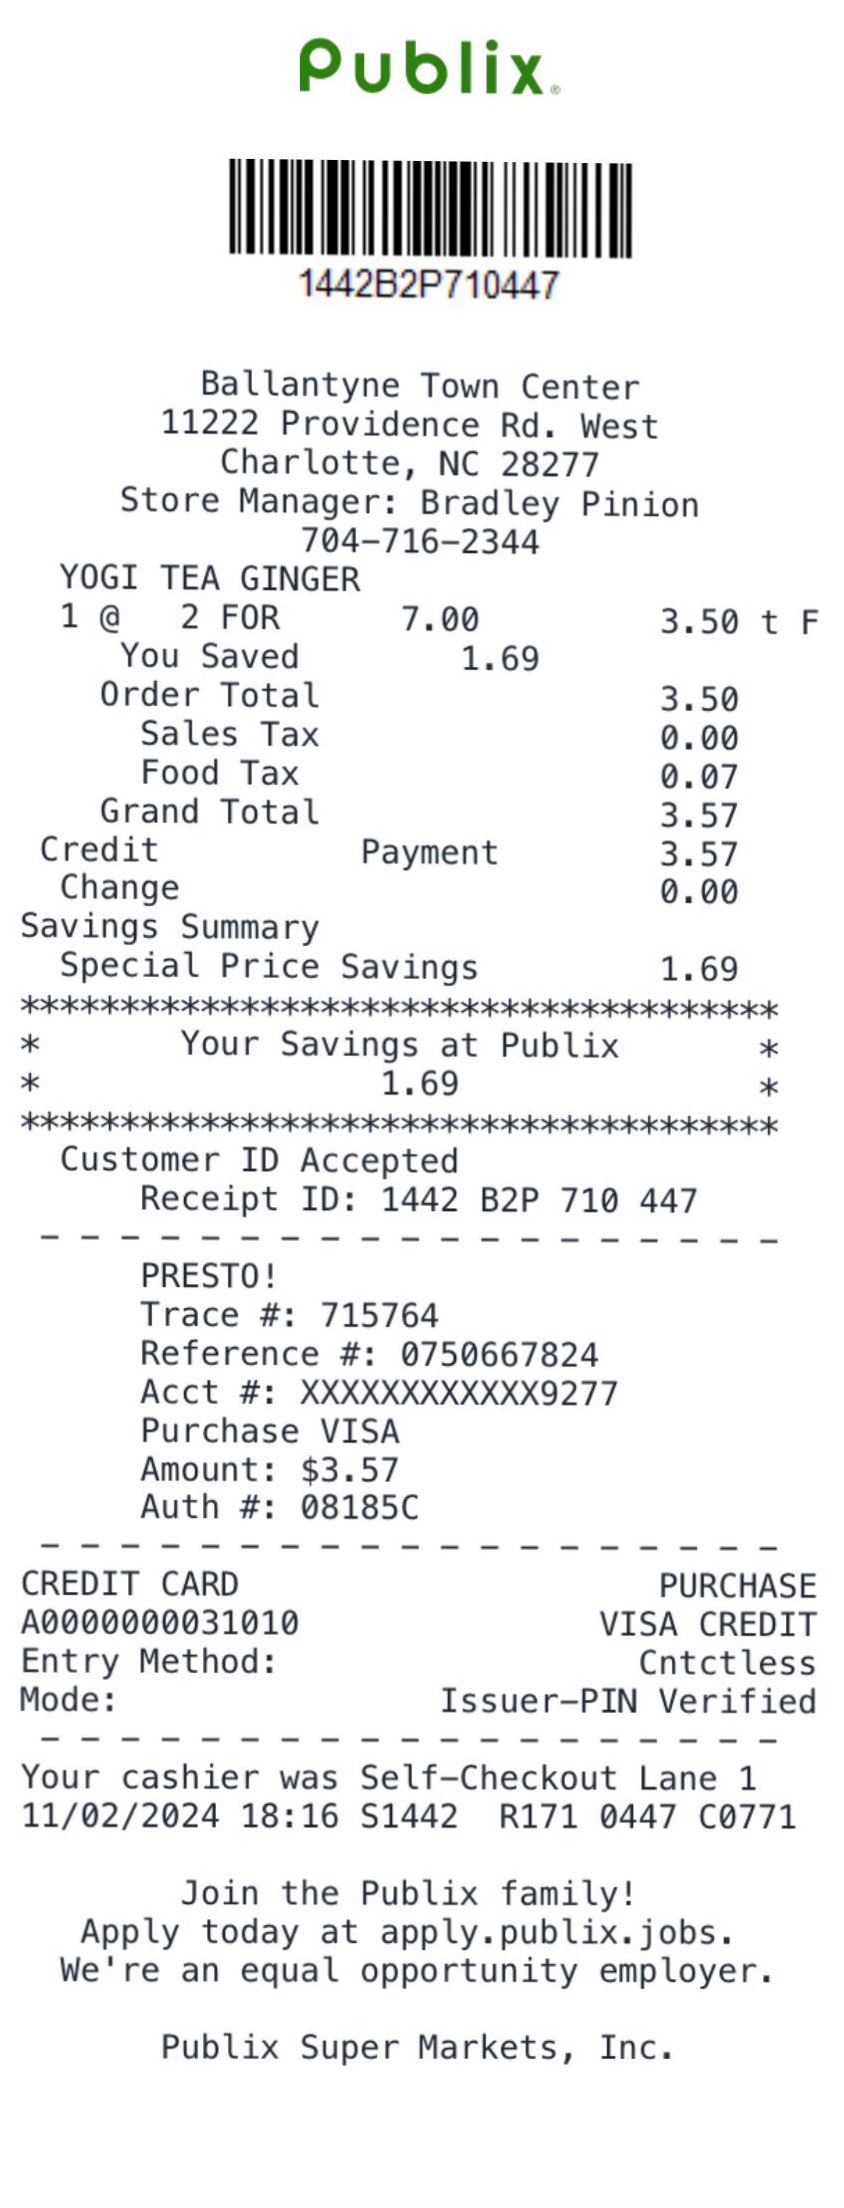 Publix®
1442B2P710447
Ballantyne Town Center
11222 Providence Rd. West
Charlotte, NC 28277
Store Manager: Bradley Pinion
704-716-2344
YOGI TEA GINGER
1 @ 2 FOR 7.00 3.50 t F
You Saved 1.69
Order Total 3.50
Sales Tax 0.00
Food Tax 0.07
Grand Total 3.57
Credit Payment 3.57
Change 0.00
Savings Summary
Special Price Savings 1.69
**************************************
* Your Savings at Publix *
* 1.69 *
**************************************
Customer ID Accepted
Receipt ID: 1442 B2P 710 447
- - - - - - - - - - - - - - - - - - -
PRESTO!
Trace #: 715764
Reference #: 0750667824
Acct #: XXXXXXXXXXXX9277
Purchase VISA
Amount: $3.57
Auth #: 08185C
- - - - - - - - - - - - - - - - - - -
CREDIT CARD PURCHASE
A0000000031010 VISA CREDIT
Entry Method: Cntctless
Mode: Issuer-PIN Verified
- - - - - - - - - - - - - - - - - - -
Your cashier was Self-Checkout Lane 1
11/02/2024 18:16 S1442 R171 0447 C0771
Join the Publix family!
Apply today at apply.publix.jobs.
We're an equal opportunity employer.
Publix Super Markets, Inc.